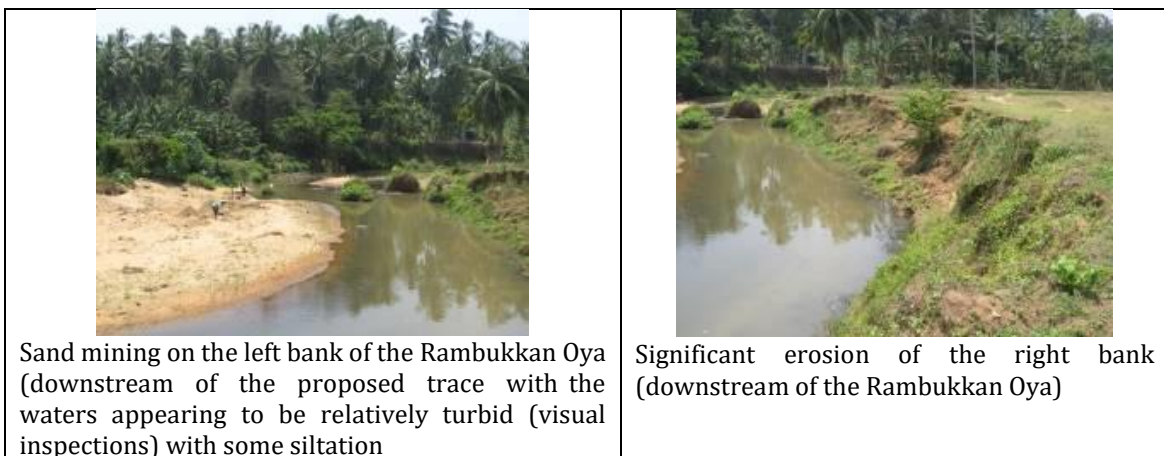 Sand mining on the left bank of the Rambukkan Oya
(downstream of the proposed trace with the
waters appearing to be relatively turbid (visual
inspections) with some siltation
Significant erosion of the right bank
(downstream of the Rambukkan Oya)